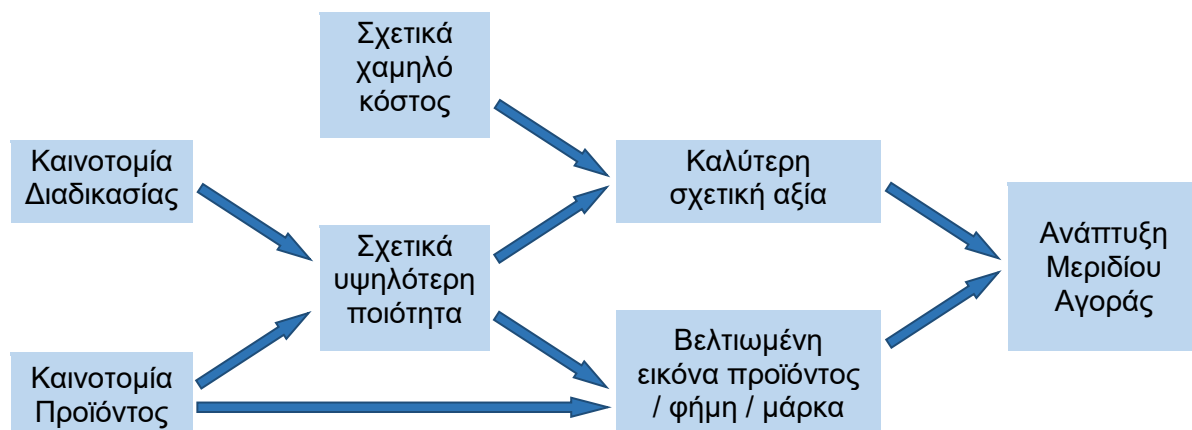 Σχετικά
χαμηλό
κόστος
Καινοτομία
Διαδικασίας
Καλύτερη
σχετική αξία
Σχετικά
υψηλότερη
ποιότητα
Ανάπτυξη
Μεριδίου
Αγοράς
Καινοτομία
Προϊόντος
Βελτιωμένη
εικόνα προϊόντος
/ φήμη / μάρκα